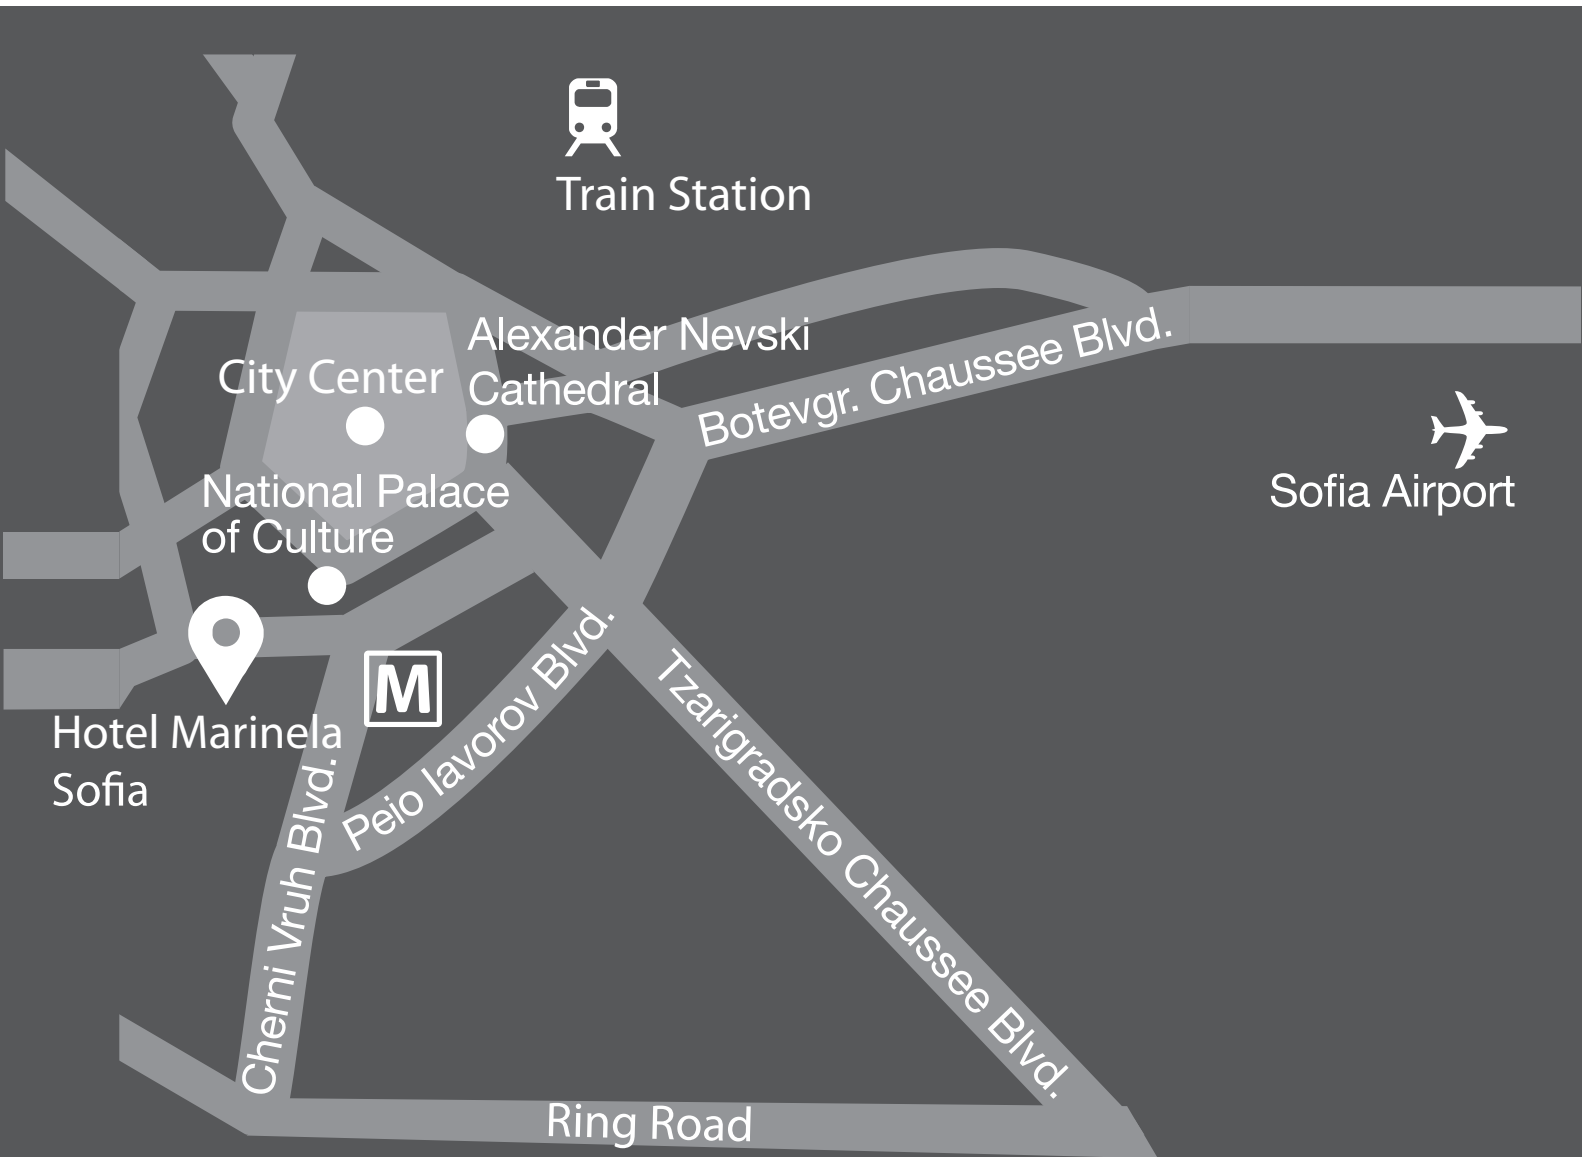 Train Station
Alexander Nevski
Cathedral
City Center
Botevgr. Chaussee Blvd.
Sofia Airport
National Palace
of Culture
M
Hotel Marinela
Sofia
Peio Iavorov Blvd.
Tzarigradsko Chaussee Blvd.
Cherni Vruh Blvd.
Ring Road